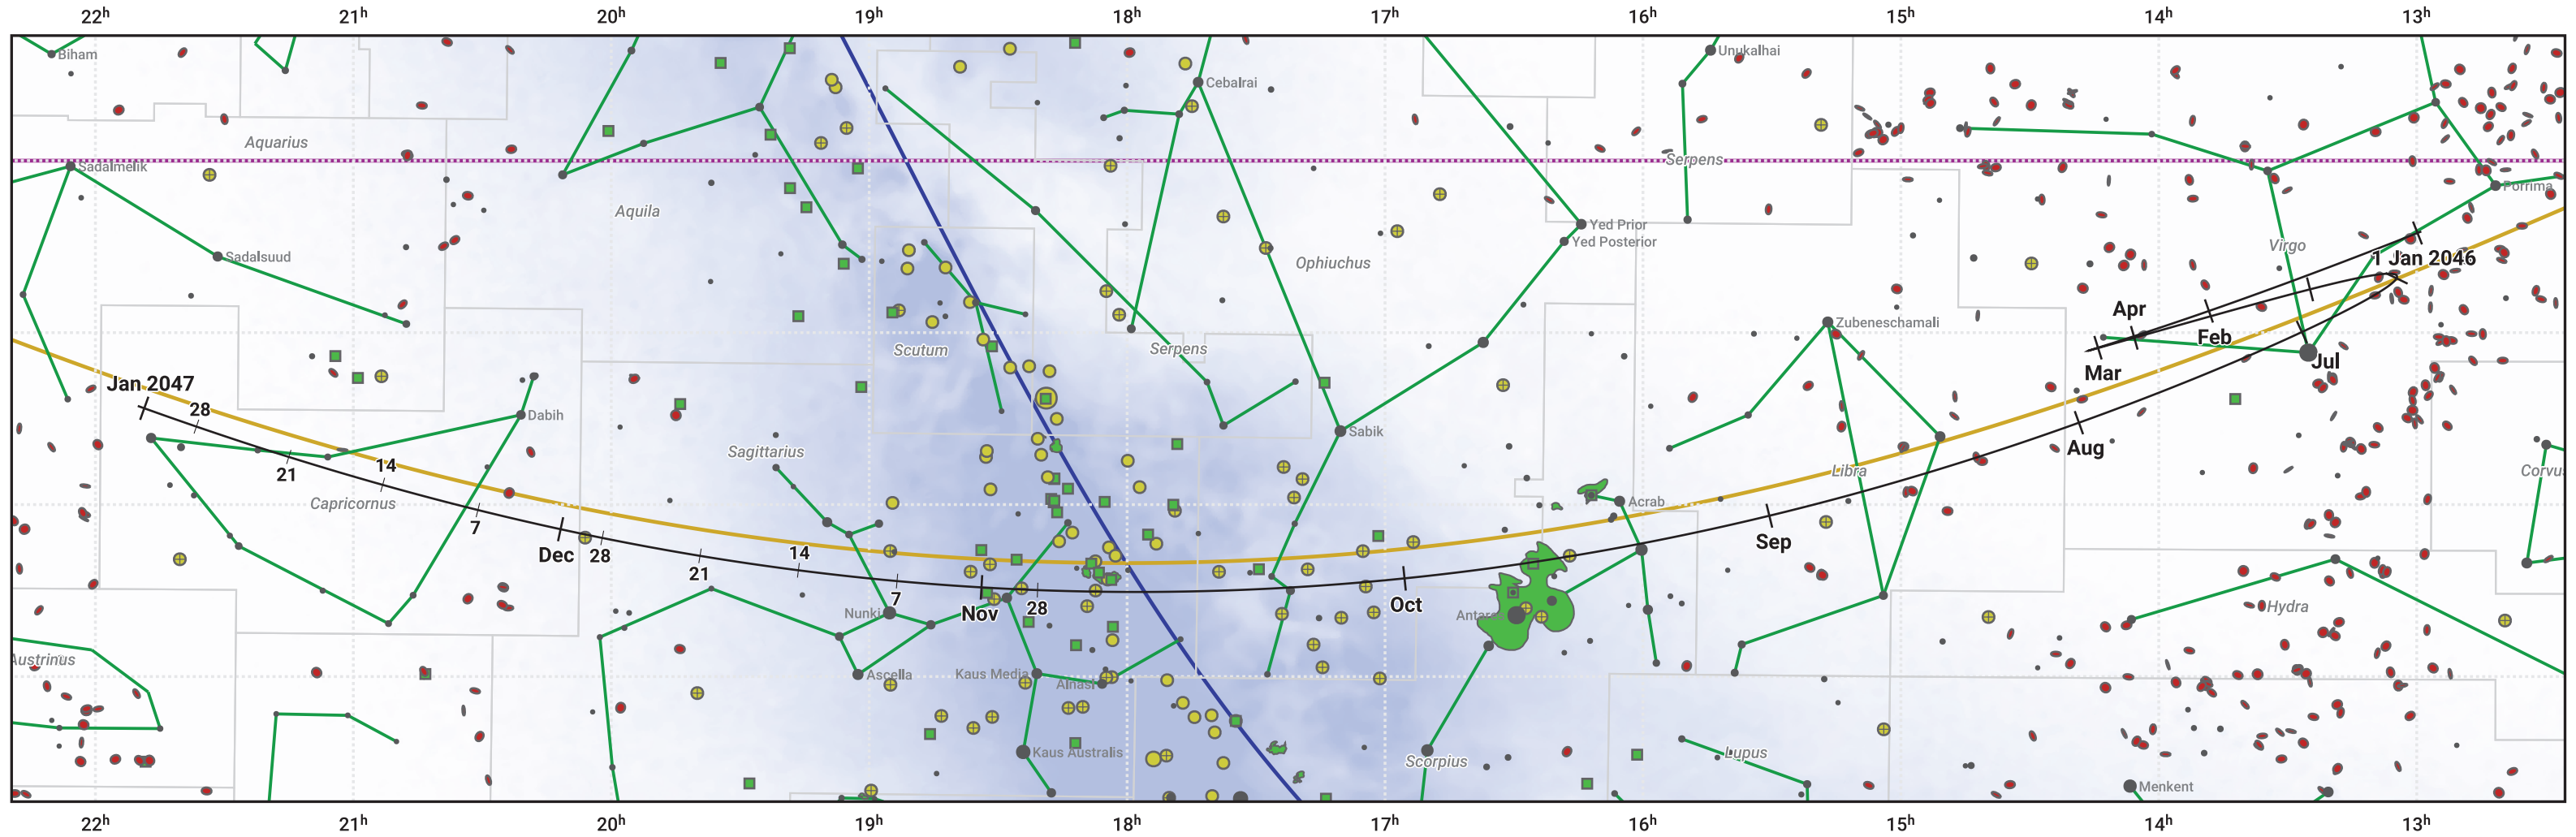 22h 21h 20h 19h 18h 17h 16h 15h 14h 13h
Biham
Unukalhai
Cebalrai
Aquarius
Serpens
Sadalmelik
Porrima
Aquila
Yed Prior
Yed Posterior
Virgo
Sadalsuud
Ophiuchus
1 Jan 2046
Apr
Zubeneschamali
Feb
Scutum
Serpens
Jul
Mar
Jan 2047
28
Dabih
Sabik
Aug
Sagittarius
14
21
Libra
Corvu
Capricornus
Acrab
7
Sep
Dec
28
14
21
7
Nunki
Nov
28
Oct
Antares
Hydra
Austrinus
Ascella
Kaus Media
Alnasl
Kaus Australis
Scorpius
Lupus
Menkent
22h 21h 20h 19h 18h 17h 16h 15h 14h 13h